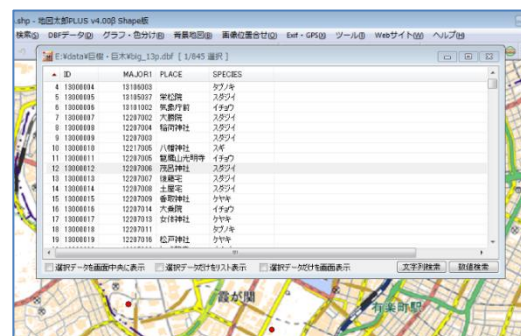 .shp - 地図太郎PLUS v4.00β Shape版
検索(S) DBFデータ(D) グラフ・色分け(B) 背景地図(B) 画像位置合せ(O) Exif・GPS(I) ツール(I) Webサイト(W) ヘルプ(H)
E:¥data¥巨樹・巨木¥big_13p.dbf [ 1/845 選択 ]
ID MAJOR1 PLACE SPECIES
4 13000004 13106003 タブノキ
5 13000005 13105037 栄松院 スダジイ
6 13000006 13101002 気象庁前 イチョウ
7 13000007 12207002 大勝院 スダジイ
8 13000008 12207004 稲荷神社 スダジイ
9 13000009 12207003 スダジイ
10 13000010 12217005 八幡神社 スギ
11 13000011 12207005 龍鳳山光明寺 イチョウ
12 13000012 12207006 茂呂神社 スダジイ
13 13000013 12207007 後藤宅 スダジイ
14 13000014 12207008 土屋宅 スダジイ
15 13000015 12207009 香取神社 ケヤキ
16 13000016 12207014 大乗院 イチョウ
17 13000017 12207013 女体神社 ケヤキ
18 13000018 12207011 タブノキ
19 13000019 12207016 松戸神社 ケヤキ
選択データを画面中央に表示 選択データだけをリスト表示 選択データだけを画面表示 文字列検索 数値検索
霞が関
有楽町駅